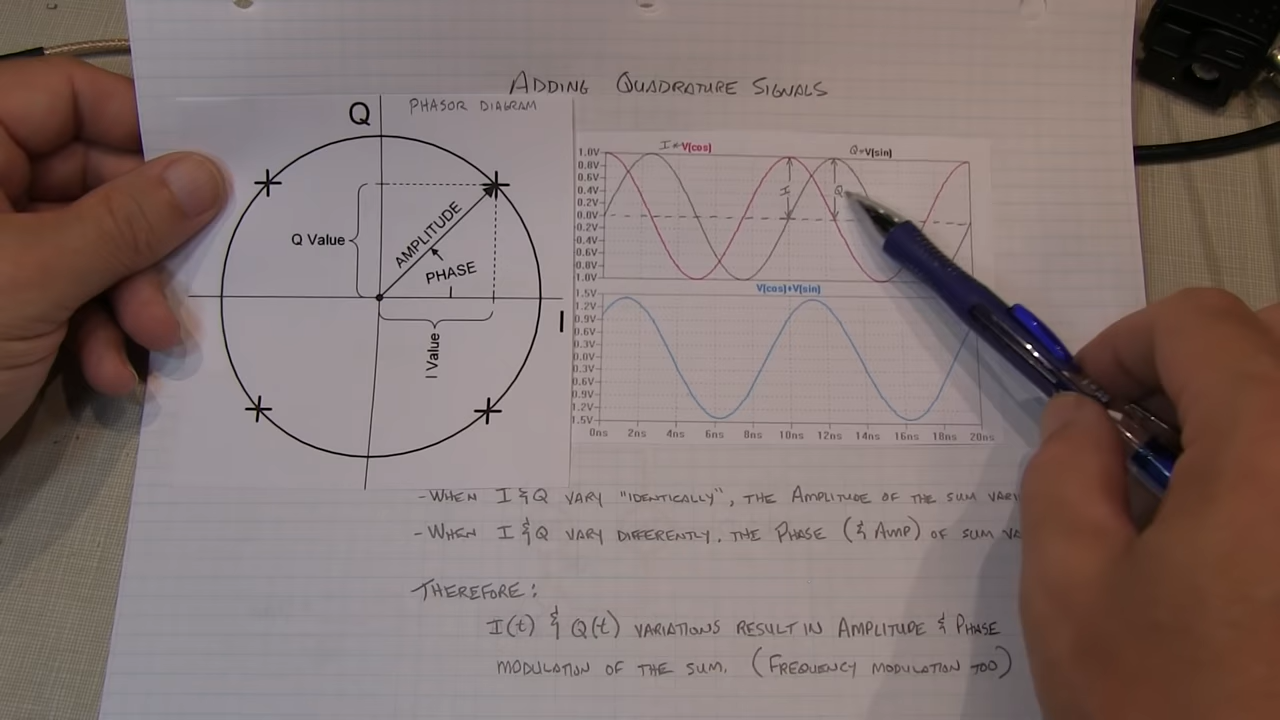 ADDING QUADRATURE SIGNALS
PHASOR DIAGRAM
Q
Q Value
AMPLITUDE
PHASE
I Value
I
I=V[cos]
Q=V[sin]
1.0V
0.8V
0.6V
0.4V
0.2V
0.0V
0.2V
0.4V
0.6V
0.8V
1.0V
I
Q
V[cos]+V[sin]
1.5V
1.2V
0.9V
0.6V
0.3V
0.0V
0.3V
0.6V
0.9V
1.2V
1.5V
0ns 2ns 4ns 6ns 8ns 10ns 12ns 14ns 16ns 18ns 20ns
- WHEN I & Q VARY "IDENTICALLY", THE AMPLITUDE OF THE SUM VARI
- WHEN I & Q VARY DIFFERENTLY, THE PHASE (& AMP) OF SUM VA
THEREFORE:
I(t) & Q(t) VARIATIONS RESULT IN AMPLITUDE & PHASE
MODULATION OF THE SUM. (FREQUENCY MODULATION TOO)